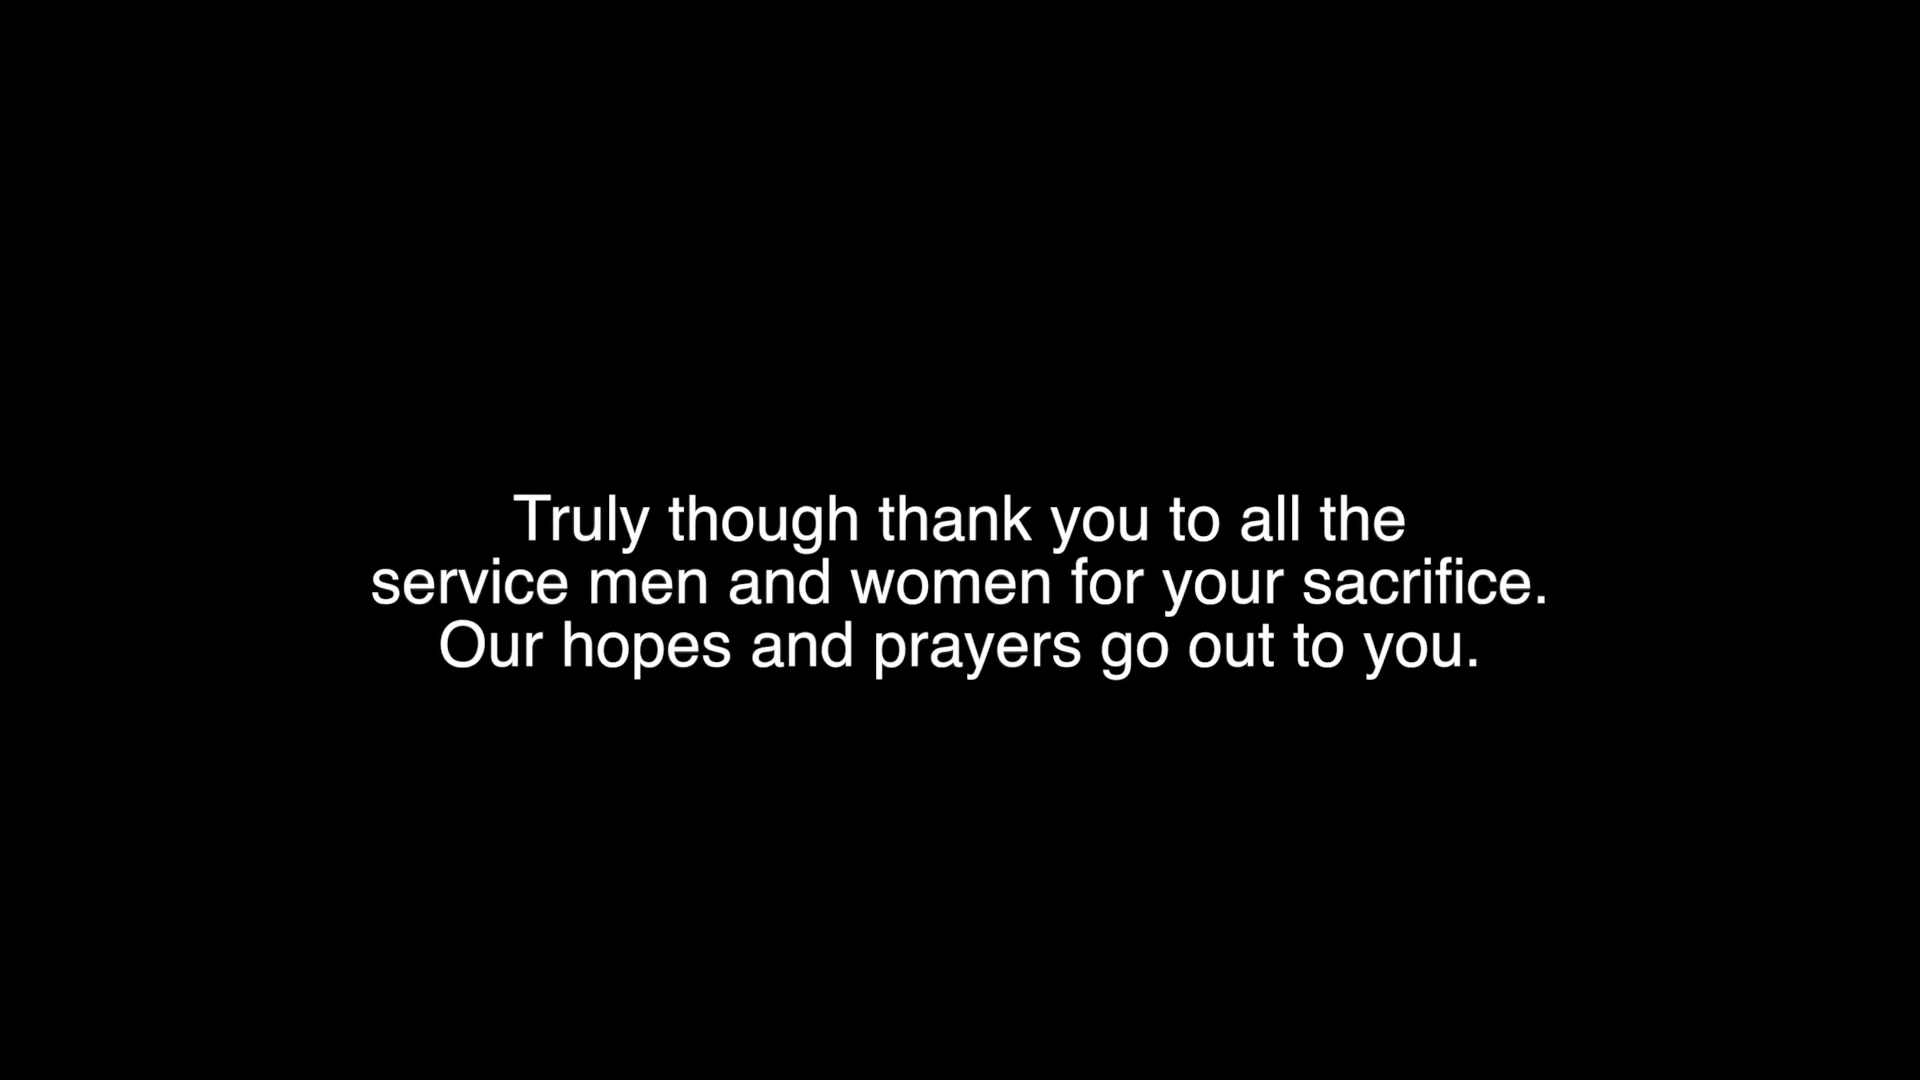 Truly though thank you to all the
service men and women for your sacrifice.
Our hopes and prayers go out to you.